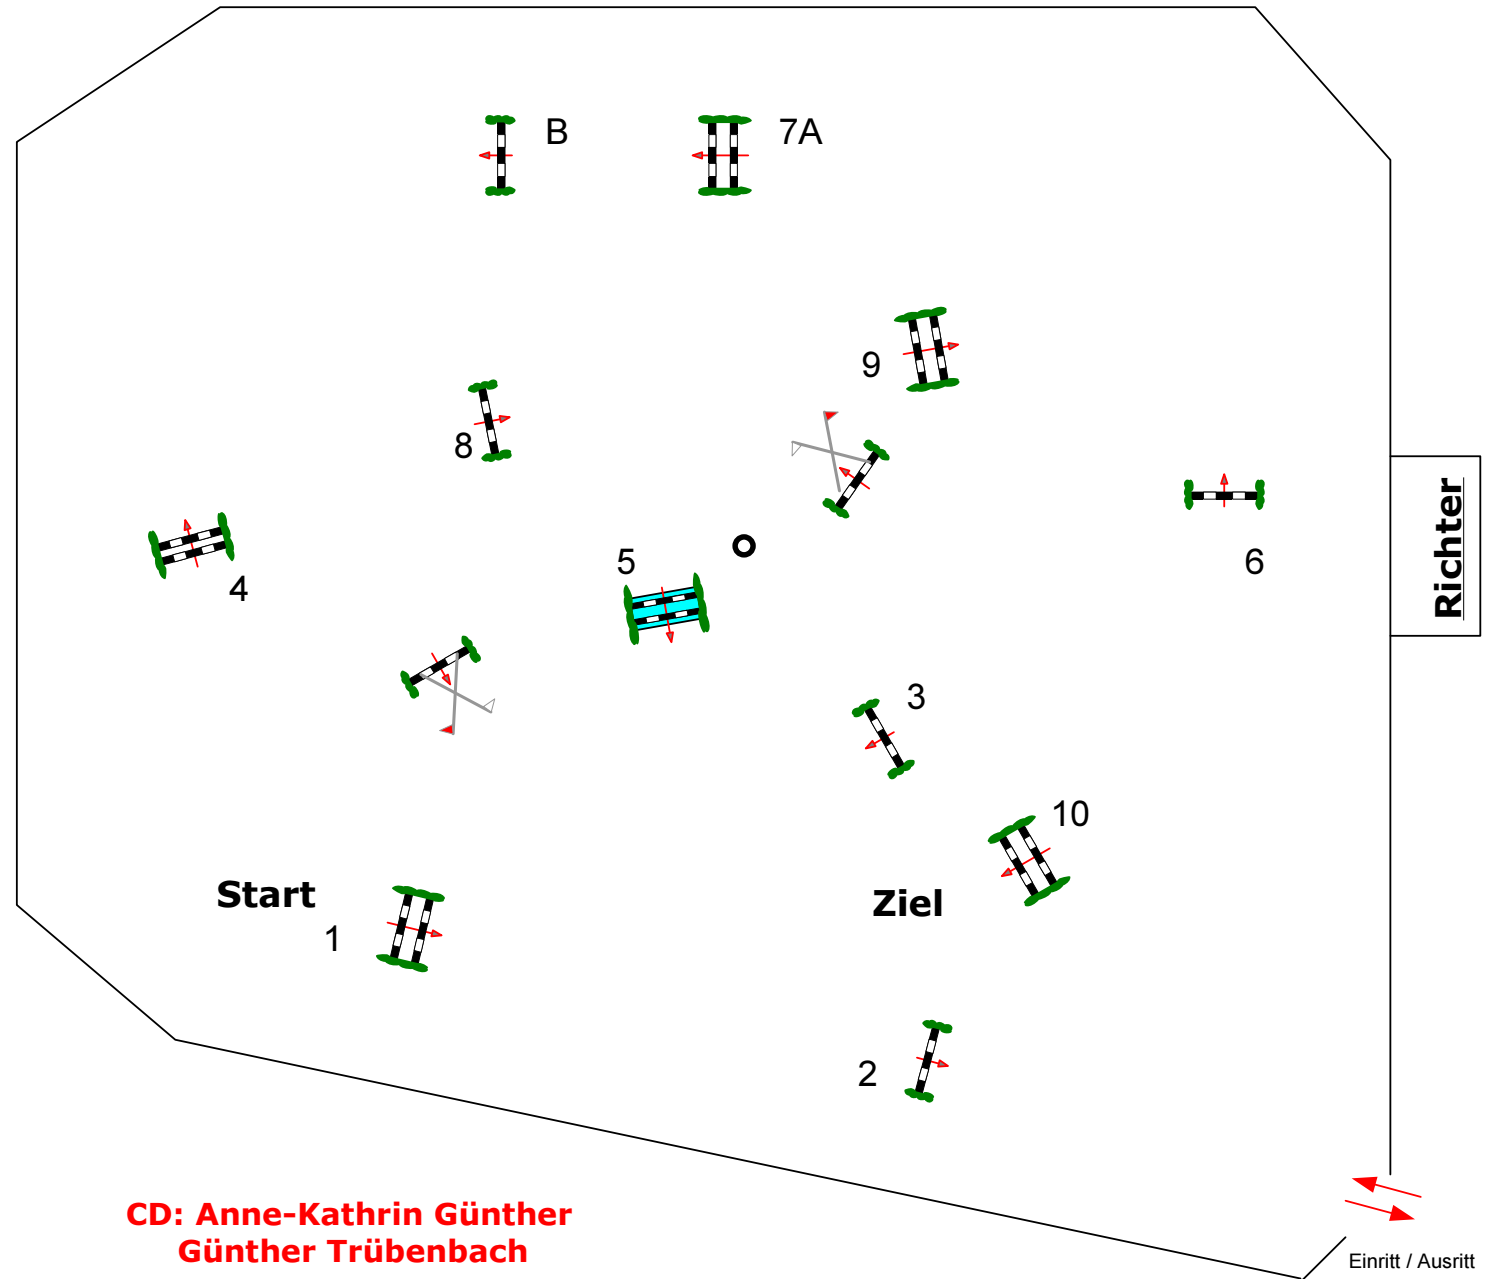 B
7A
9
8
5
6
4
Richter
3
10
Start
Ziel
1
2
CD: Anne-Kathrin Günther
Günther Trübenbach
Einritt / Ausritt